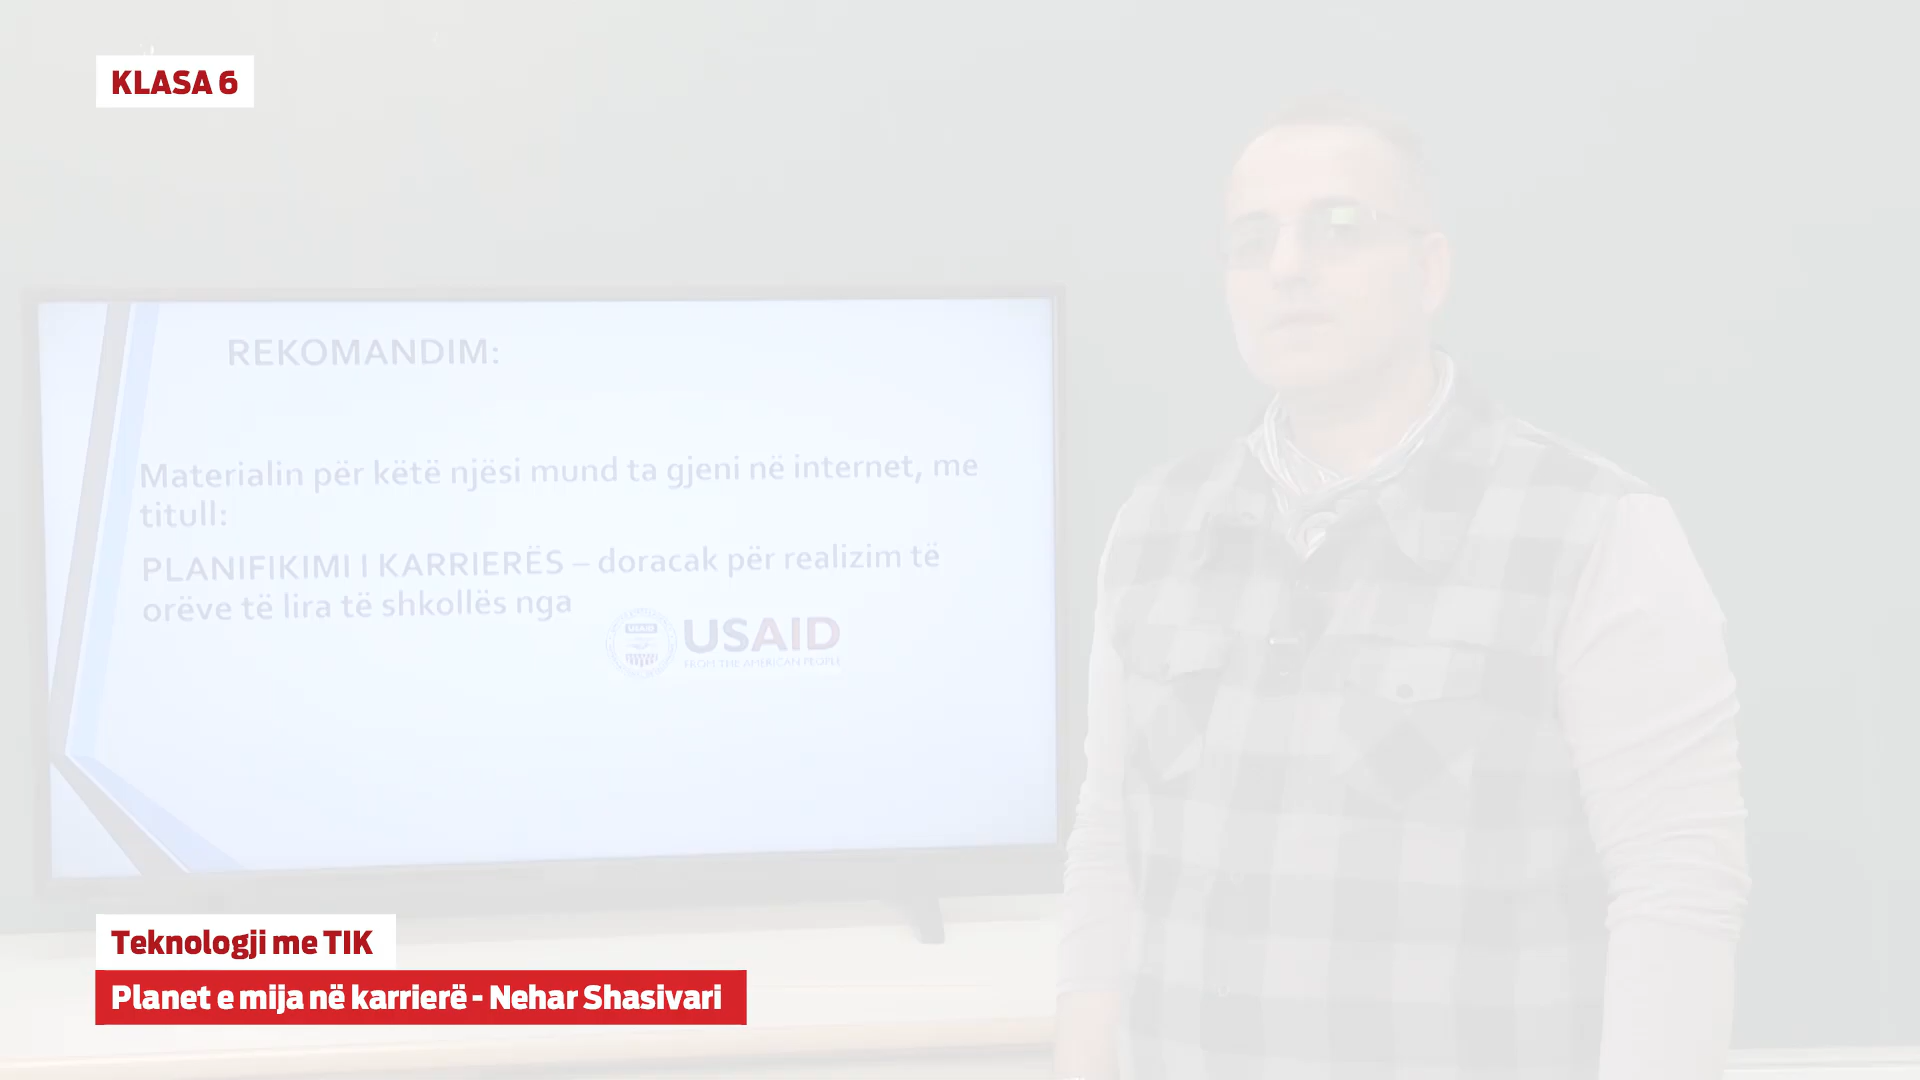 KLASA 6
REKOMANDIM:
Materialin për këtë njësi mund ta gjeni në internet, me
titull:
PLANIFIKIMI I KARRIERËS – doracak për realizim të
orëve të lira të shkollës nga
USAID
USAID
FROM THE AMERICAN PEOPLE
Teknologji me TIK
Planet e mija në karrierë - Nehar Shasivari